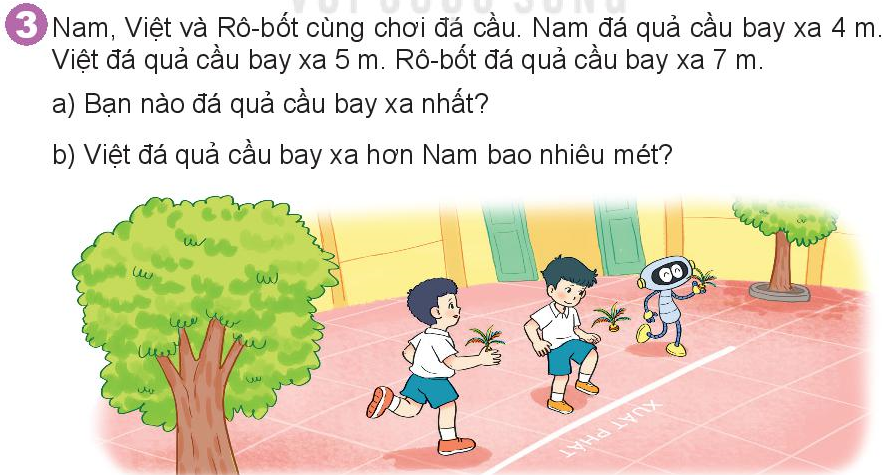 3 Nam, Việt và Rô-bốt cùng chơi đá cầu. Nam đá quả cầu bay xa 4 m.
Việt đá quả cầu bay xa 5 m. Rô-bốt đá quả cầu bay xa 7 m.
a) Bạn nào đá quả cầu bay xa nhất?
b) Việt đá quả cầu bay xa hơn Nam bao nhiêu mét?
XUẤT PHÁT